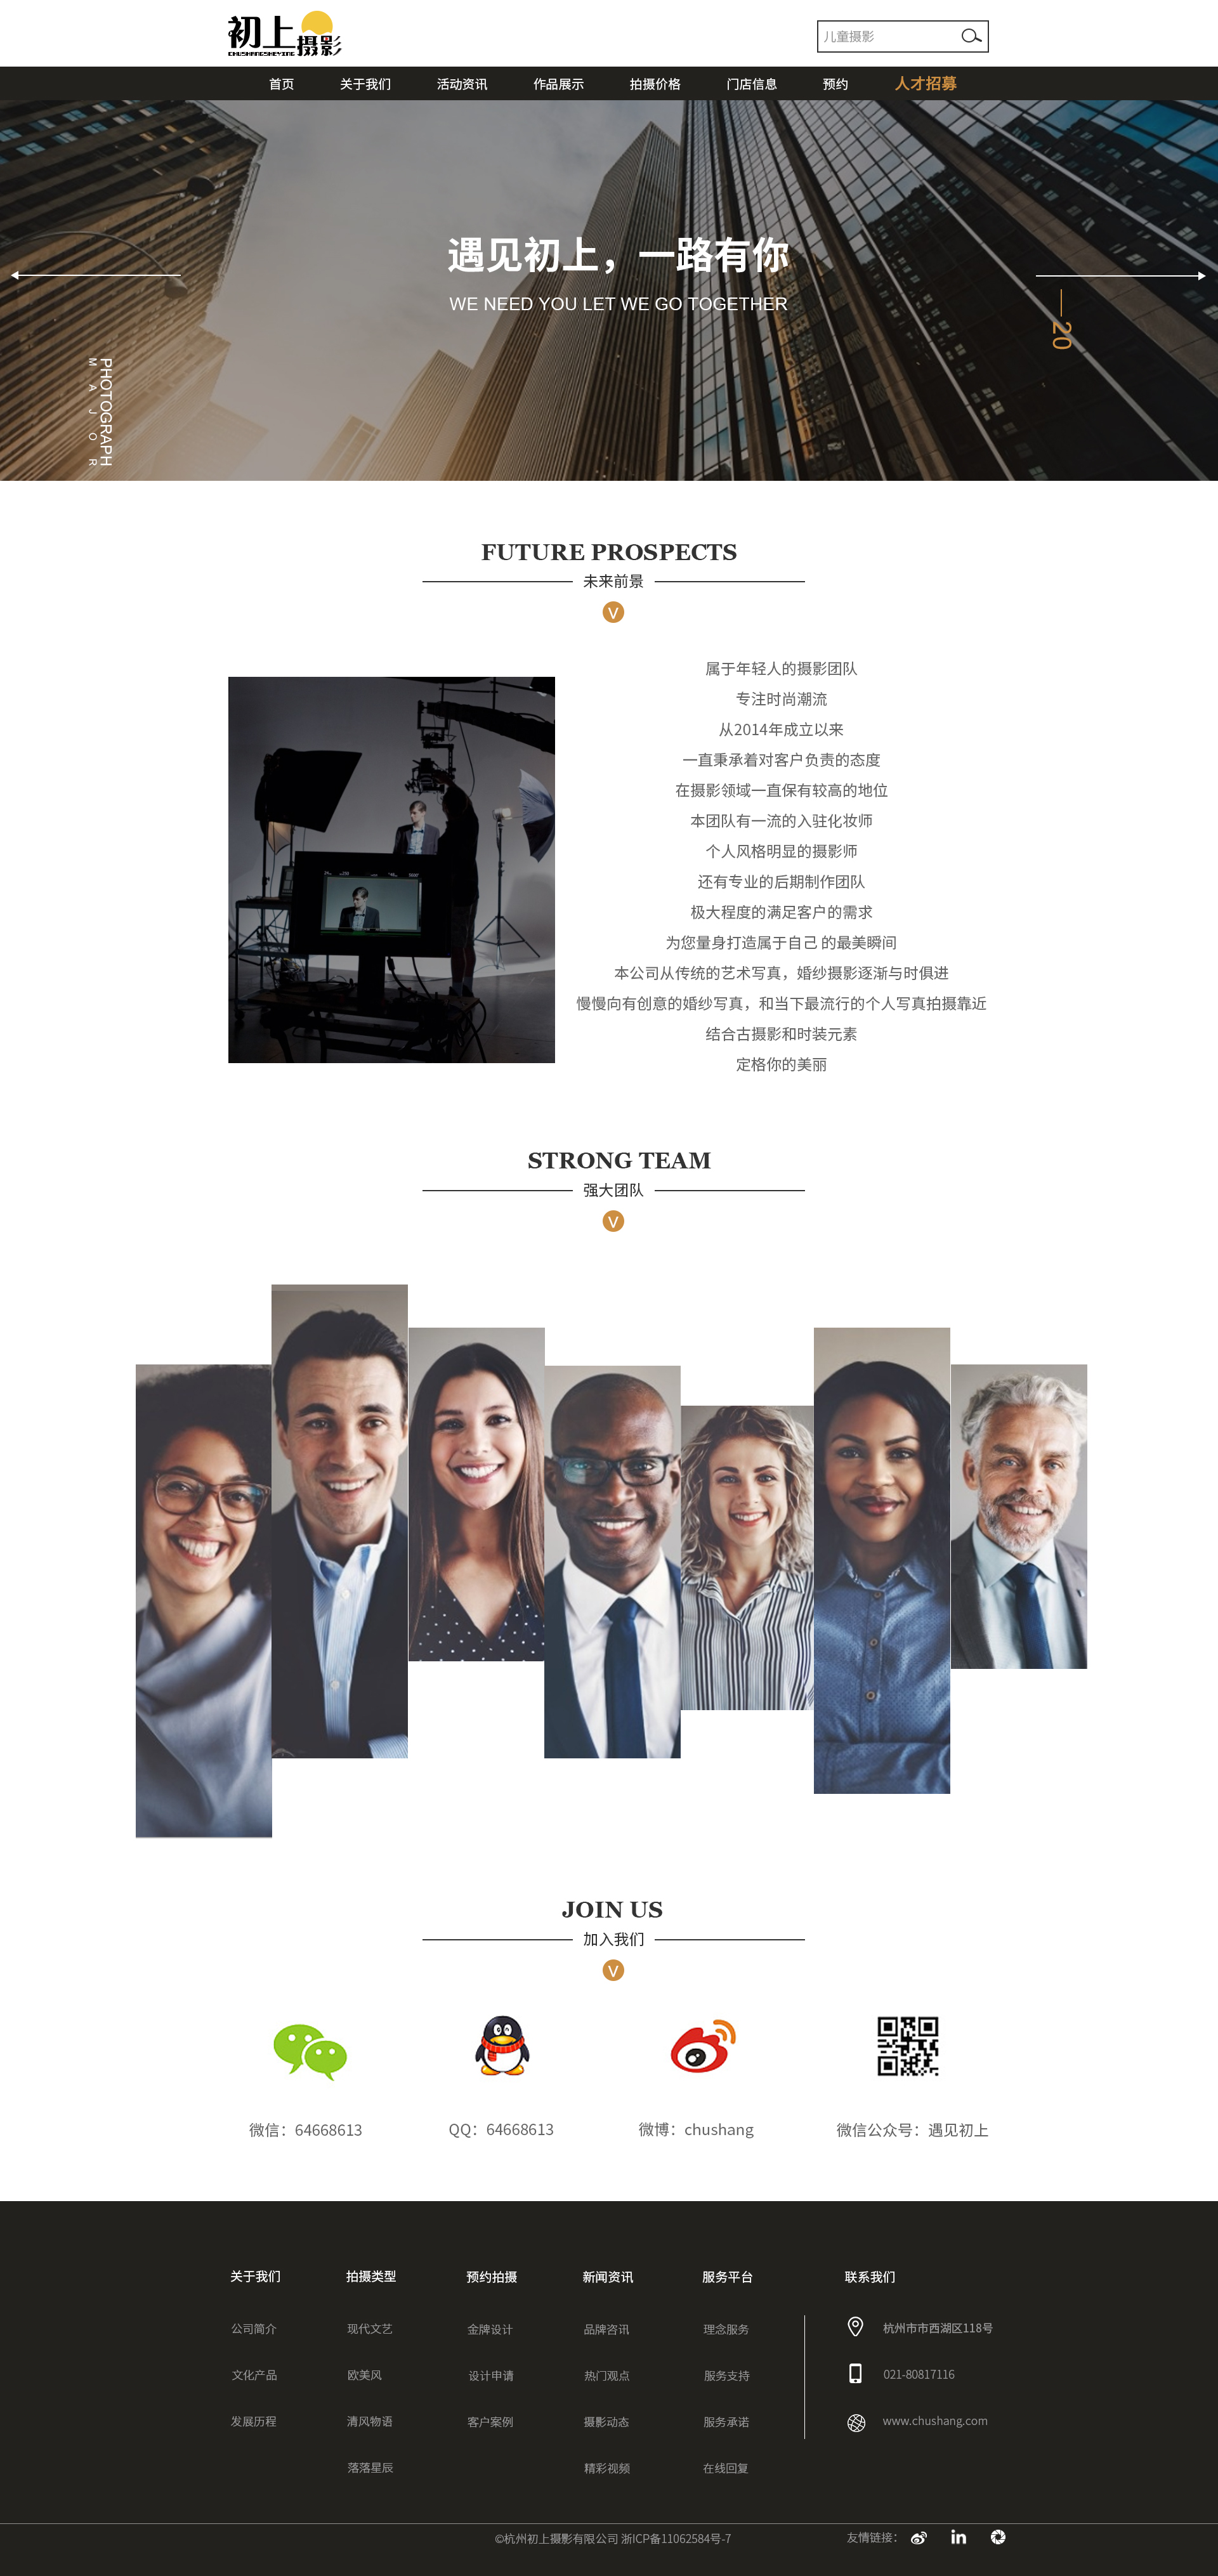 初上摄影
CHUSHANGSHEYING
儿童摄影
首页 关于我们 活动资讯 作品展示 拍摄价格 门店信息 预约 人才招募
遇见初上，一路有你
WE NEED YOU LET WE GO TOGETHER
—20
PHOTOGRAPH
MAJOR
FUTURE PROSPECTS
未来前景
V
属于年轻人的摄影团队
专注时尚潮流
从2014年成立以来
一直秉承着对客户负责的态度
在摄影领域一直保有较高的地位
本团队有一流的入驻化妆师
个人风格明显的摄影师
还有专业的后期制作团队
极大程度的满足客户的需求
为您量身打造属于自己 的最美瞬间
本公司从传统的艺术写真，婚纱摄影逐渐与时俱进
慢慢向有创意的婚纱写真，和当下最流行的个人写真拍摄靠近
结合古摄影和时装元素
定格你的美丽
STRONG TEAM
强大团队
V
JOIN US
加入我们
V
微信：64668613 QQ：64668613 微博：chushang 微信公众号：遇见初上
关于我们 拍摄类型 预约拍摄 新闻资讯 服务平台 联系我们
公司简介 现代文艺 金牌设计 品牌咨讯 理念服务 杭州市市西湖区118号
文化产品 欧美风 设计申请 热门观点 服务支持 021-80817116
发展历程 清风物语 客户案例 摄影动态 服务承诺 www.chushang.com
落落星辰 精彩视频 在线回复
©杭州初上摄影有限公司 浙ICP备11062584号-7 友情链接：